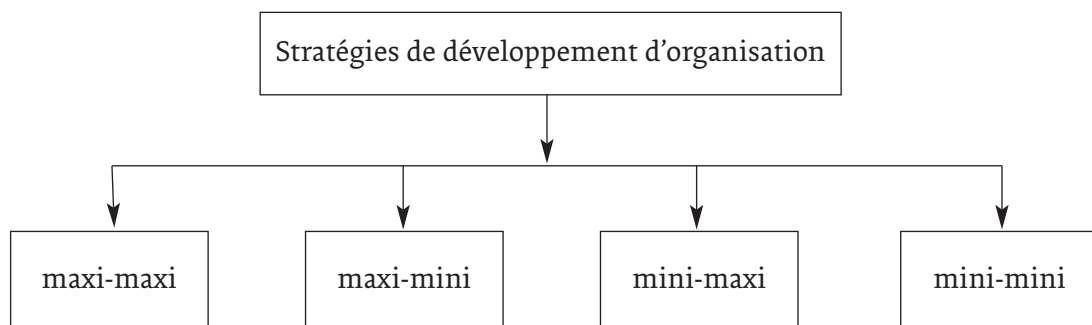 Stratégies de développement d’organisation
maxi-maxi
maxi-mini
mini-maxi
mini-mini